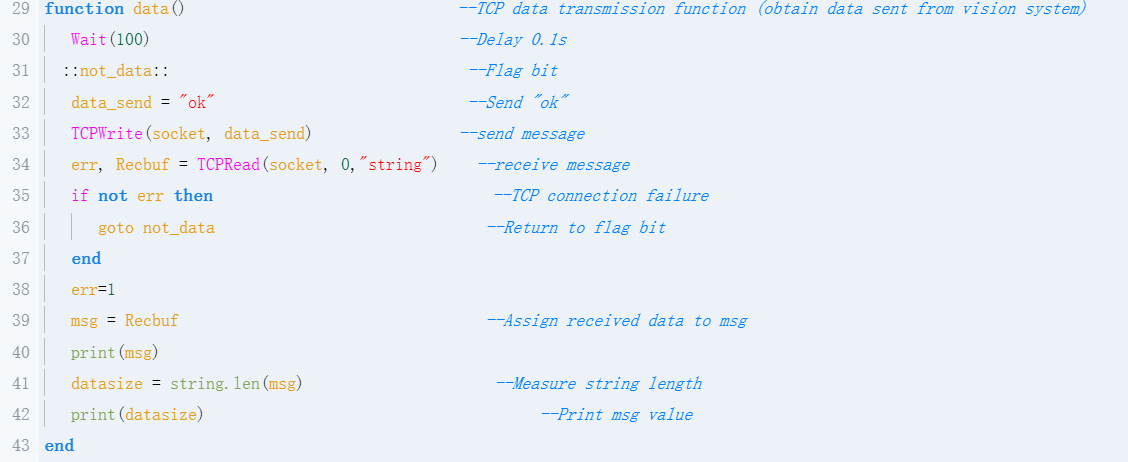 29 function data() --TCP data transmission function (obtain data sent from vision system)
30 Wait(100) --Delay 0.1s
31 ::not_data:: --Flag bit
32 data_send = "ok" --Send "ok"
33 TCPWrite(socket, data_send) --send message
34 err, Recbuf = TCPRead(socket, 0,"string") --receive message
35 if not err then --TCP connection failure
36 goto not_data --Return to flag bit
37 end
38 err=1
39 msg = Recbuf --Assign received data to msg
40 print(msg)
41 datasize = string.len(msg) --Measure string length
42 print(datasize) --Print msg value
43 end